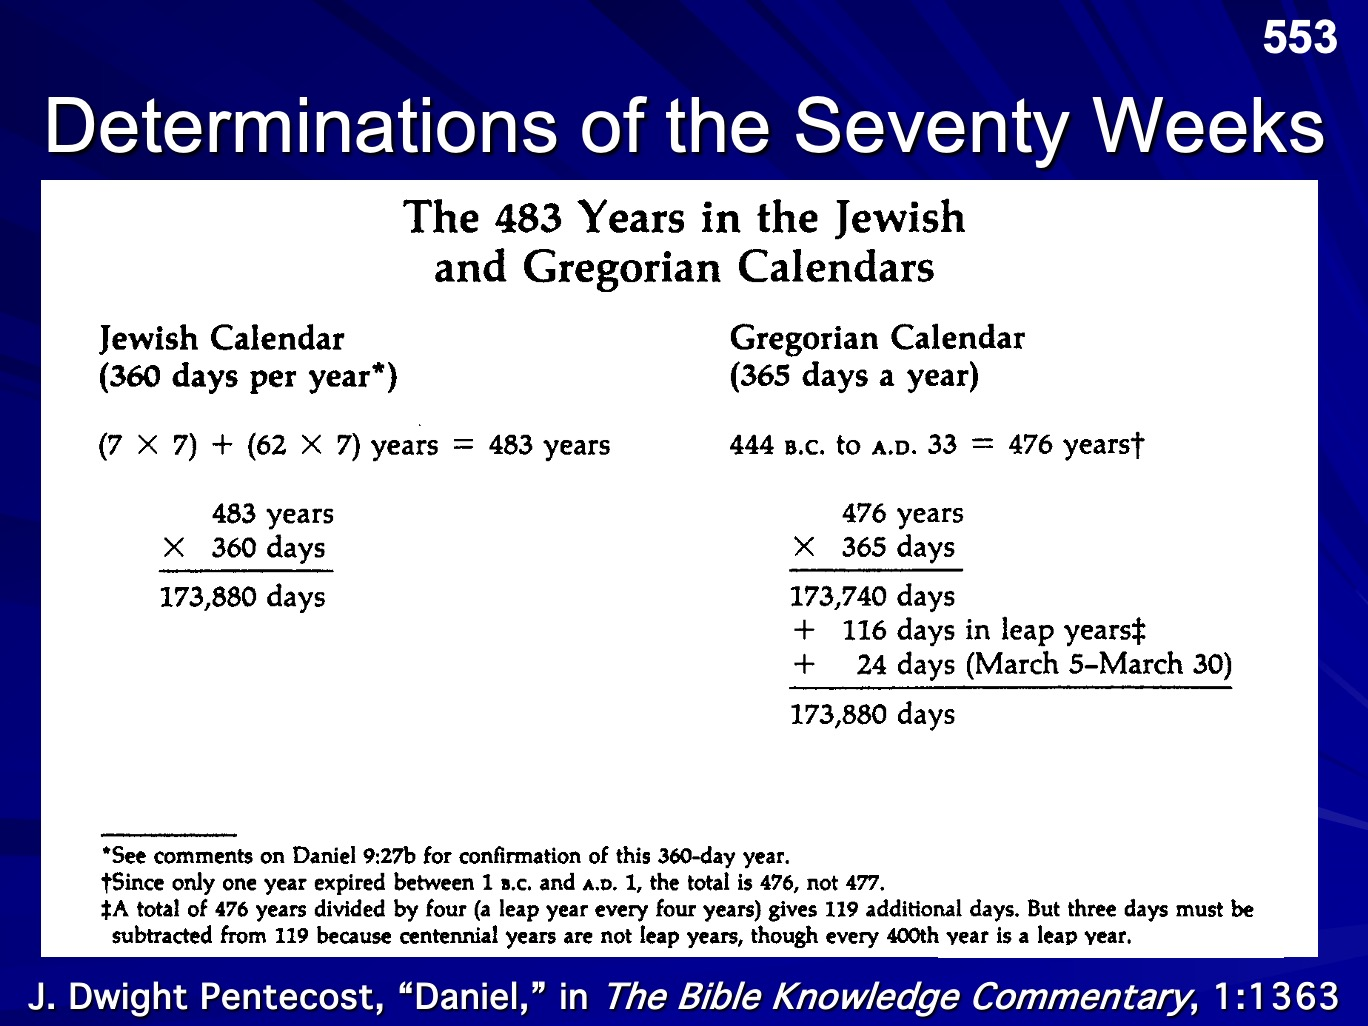 553
Determinations of the Seventy Weeks
The 483 Years in the Jewish
and Gregorian Calendars
Jewish Calendar
(360 days per year*)
(7 × 7) + (62 × 7) years = 483 years
483 years
× 360 days
173,880 days
Gregorian Calendar
(365 days a year)
444 B.C. to A.D. 33 = 476 years†
476 years
× 365 days
173,740 days
+ 116 days in leap years‡
+ 24 days (March 5–March 30)
173,880 days
*See comments on Daniel 9:27b for confirmation of this 360-day year.
†Since only one year expired between 1 B.C. and A.D. 1, the total is 476, not 477.
‡A total of 476 years divided by four (a leap year every four years) gives 119 additional days. But three days must be
subtracted from 119 because centennial years are not leap years, though every 400th year is a leap year.
J. Dwight Pentecost, “Daniel,” in The Bible Knowledge Commentary, 1:1363